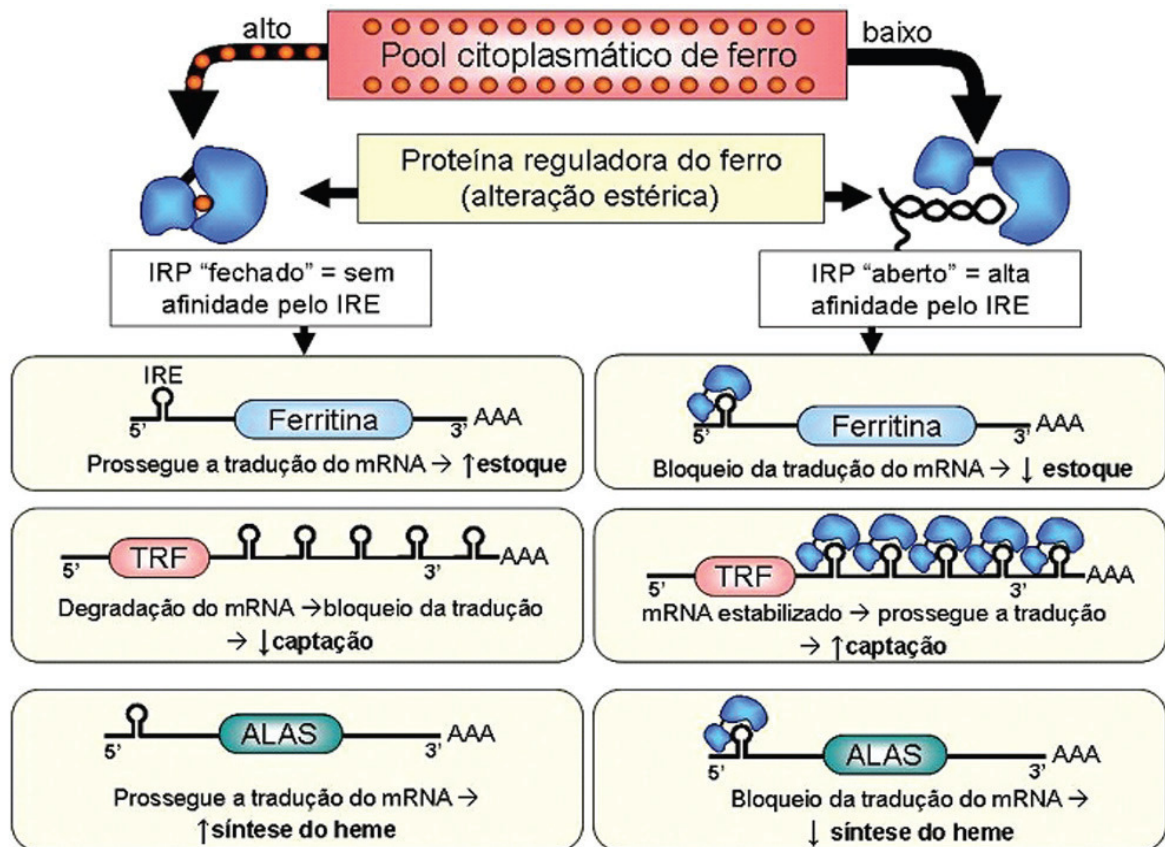 alto
Pool citoplasmático de ferro
baixo
Proteína reguladora do ferro
(alteração estérica)
IRP “fechado” = sem
afinidade pelo IRE
IRP “aberto” = alta
afinidade pelo IRE
IRE
5’ Ferritina 3’ AAA
Prossegue a tradução do mRNA → ↑estoque
5’ Ferritina 3’ AAA
Bloqueio da tradução do mRNA → ↓ estoque
5’ TRF 3’ AAA
Degradação do mRNA →bloqueio da tradução
→ ↓captação
5’ TRF 3’ AAA
mRNA estabilizado → prossegue a tradução
→ ↑captação
5’ ALAS 3’ AAA
Prossegue a tradução do mRNA →
↑síntese do heme
5’ ALAS 3’ AAA
Bloqueio da tradução do mRNA →
↓ síntese do heme